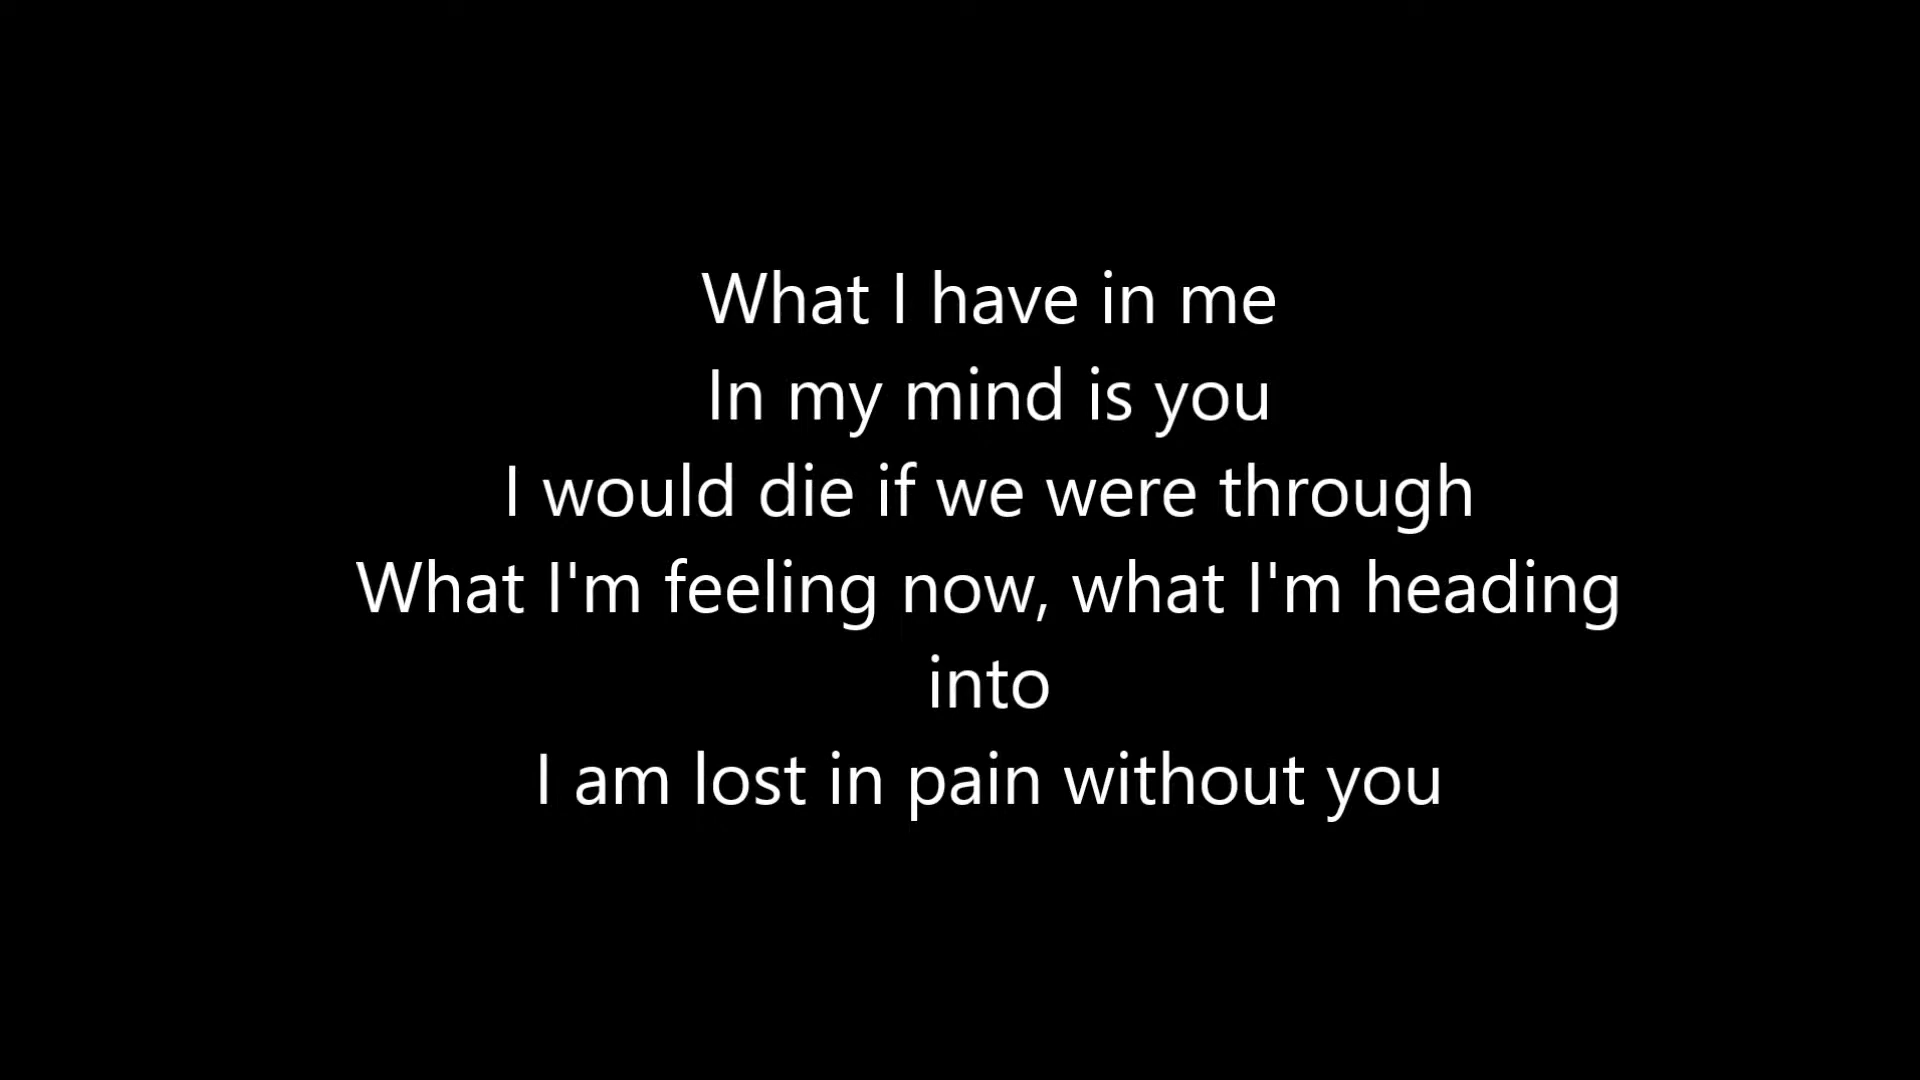 What I have in me
In my mind is you
I would die if we were through
What I'm feeling now, what I'm heading
into
I am lost in pain without you